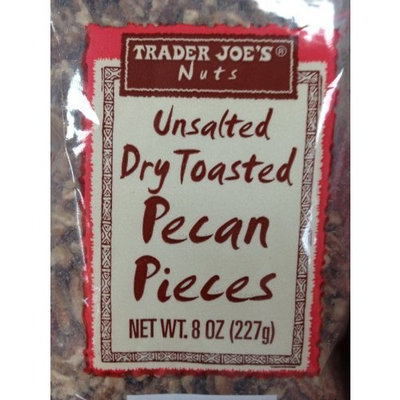 TRADER JOE'S®
Nuts
Unsalted
Dry Toasted
Pecan
Pieces
NET WT. 8 OZ (227g)